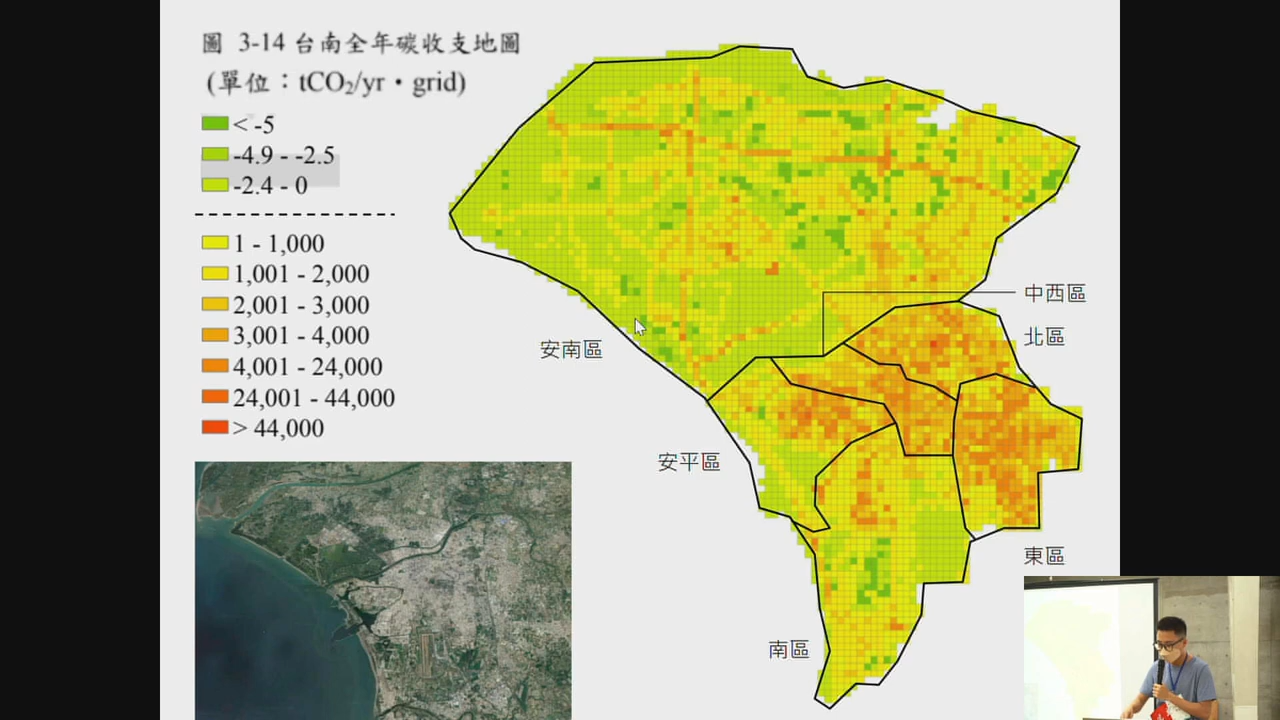 圖 3-14 台南全年碳收支地圖
(單位：tCO₂/yr・grid)
< -5
-4.9 - -2.5
-2.4 - 0
1 - 1,000
1,001 - 2,000
2,001 - 3,000
3,001 - 4,000
4,001 - 24,000
24,001 - 44,000
> 44,000
中西區
北區
安南區
安平區
東區
南區